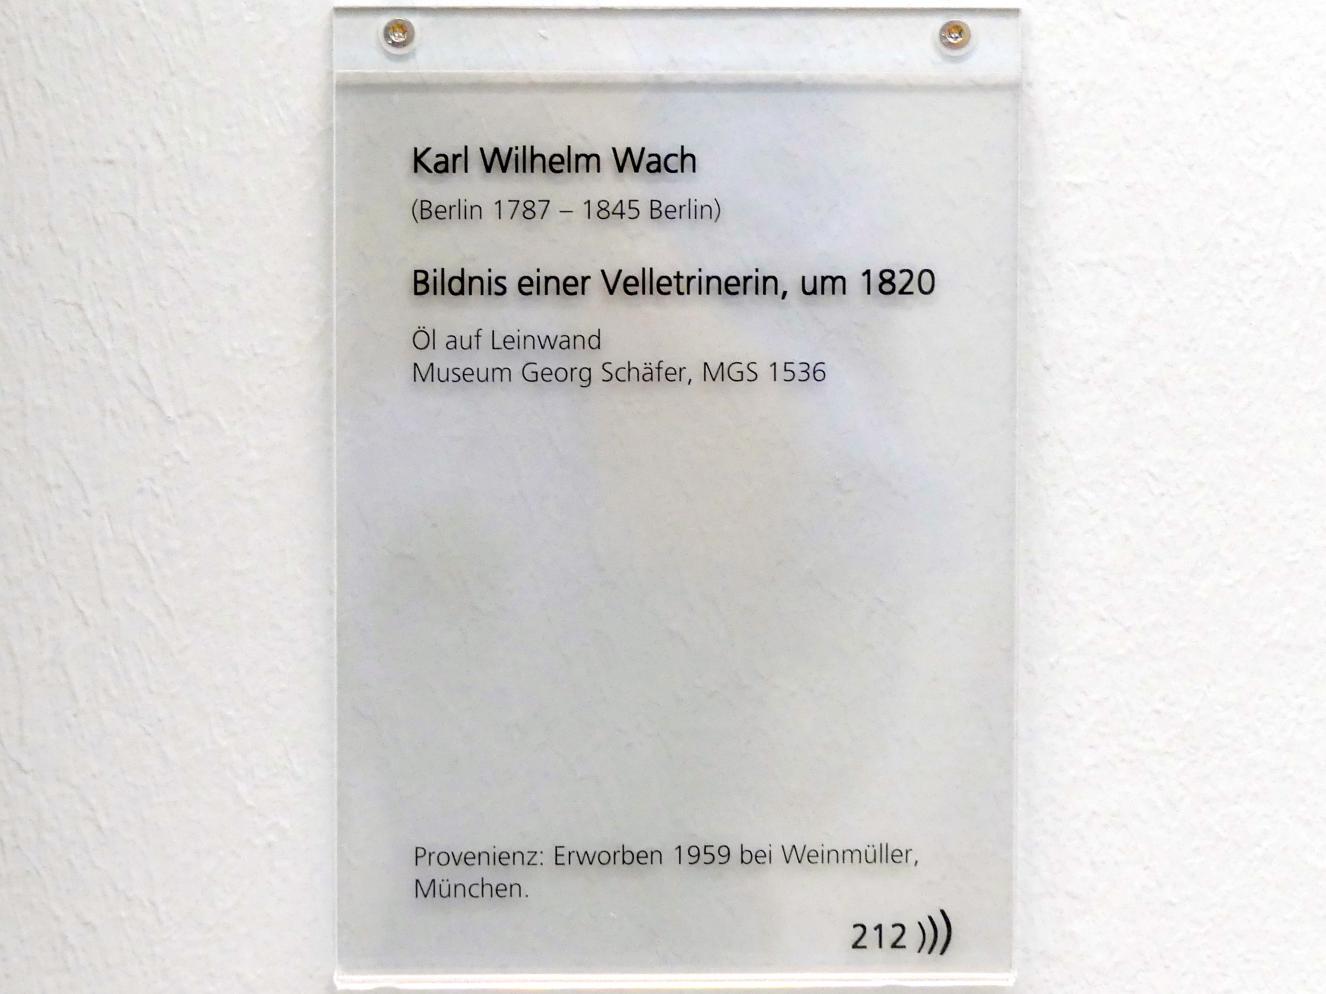 Karl Wilhelm Wach
(Berlin 1787 – 1845 Berlin)
Bildnis einer Velletrinerin, um 1820
Öl auf Leinwand
Museum Georg Schäfer, MGS 1536
Provenienz: Erworben 1959 bei Weinmüller,
München.
212 )))